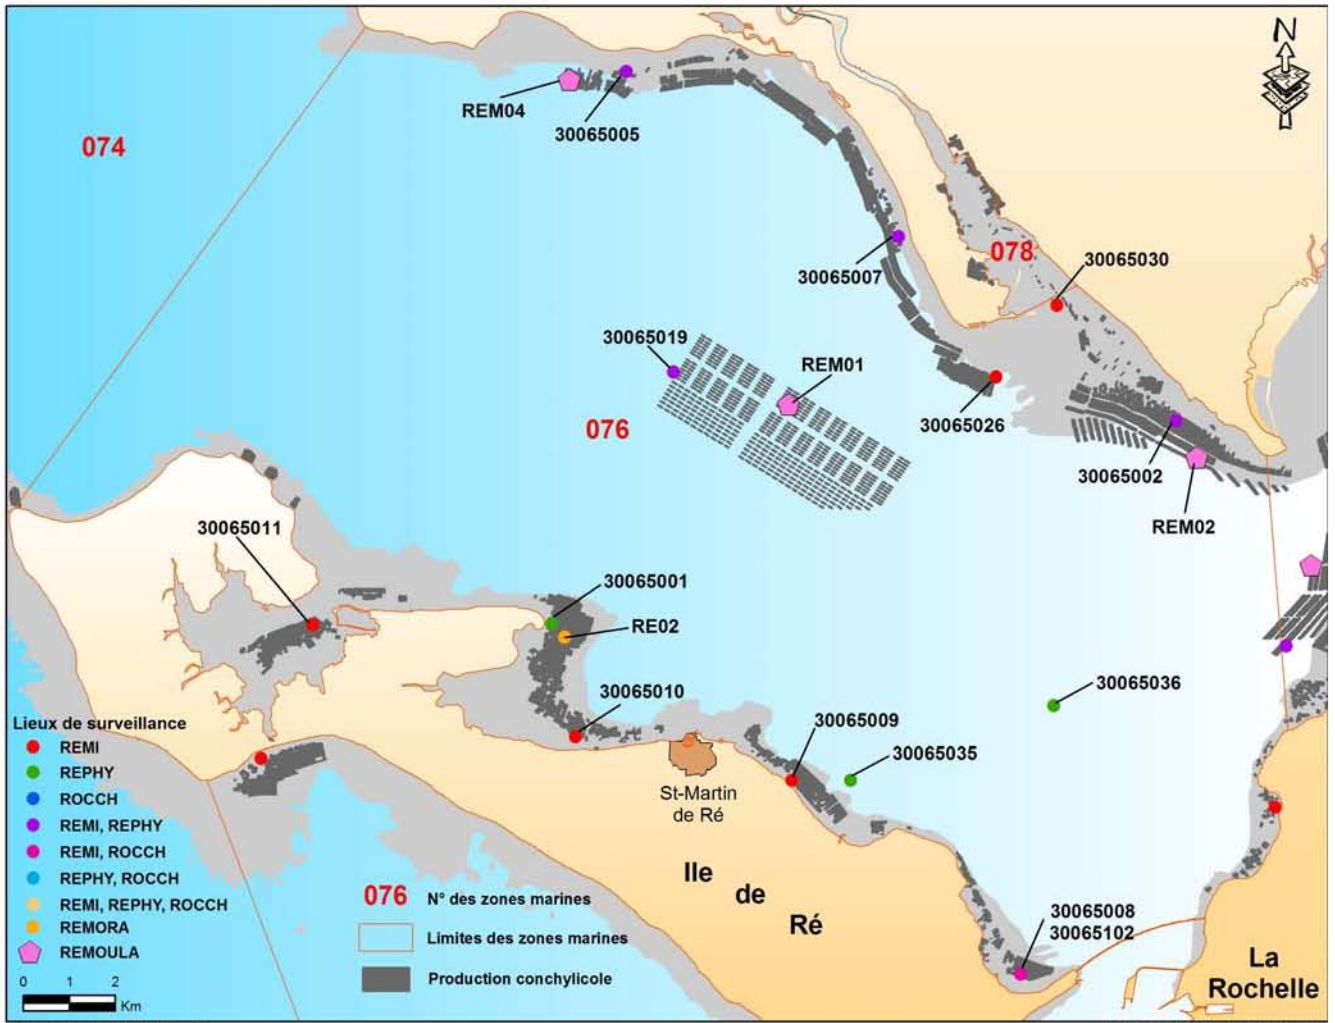 N
REM04
30065005
074
078
30065030
30065007
30065019
REM01
076
30065026
30065002
REM02
30065011
30065001
RE02
30065010
30065036
30065009
30065035
St-Martin
de Ré
Ile
de
Ré
30065008
30065102
La
Rochelle
Lieux de surveillance
REMI
REPHY
ROCCH
REMI, REPHY
REMI, ROCCH
REPHY, ROCCH
REMI, REPHY, ROCCH
REMORA
REMOULA
0 1 2
Km
076 N° des zones marines
Limites des zones marines
Production conchylicole